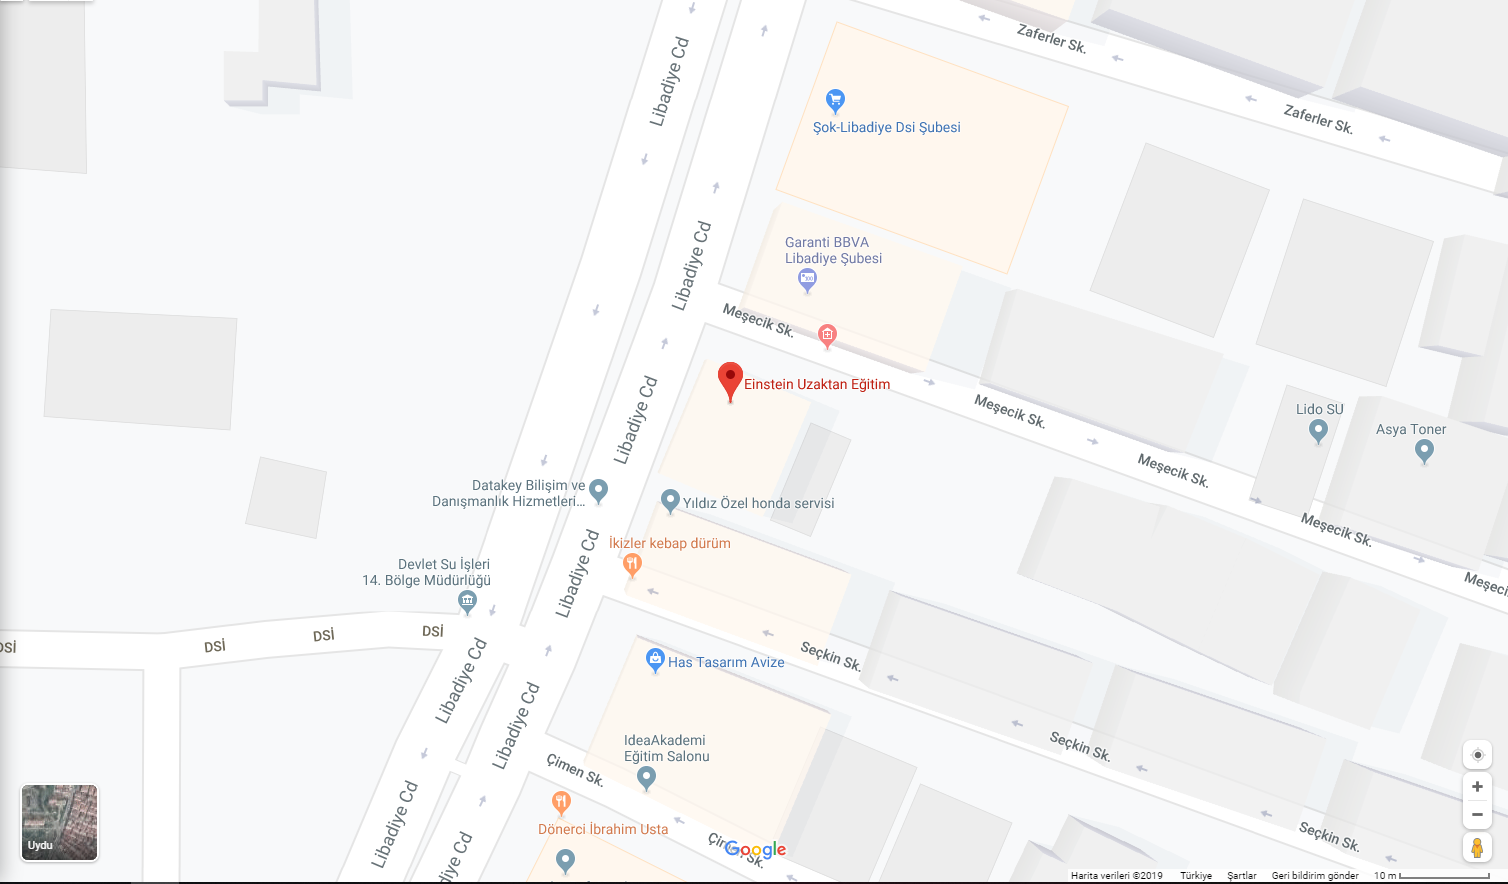 Zaferler Sk.
Libadiye Cd
Zaferler Sk.
Şok-Libadiye Dsi Şubesi
Garanti BBVA
Libadiye Şubesi
Libadiye Cd
Meşecik Sk.
Einstein Uzaktan Eğitim
Libadiye Cd
Meşecik Sk.
Lido SU
Asya Toner
Meşecik Sk.
Datakey Bilişim ve
Danışmanlık Hizmetleri...
Yıldız Özel honda servisi
Meşecik Sk.
İkizler kebap dürüm
Libadiye Cd
Devlet Su İşleri
14. Bölge Müdürlüğü
Meşeci
DSİ
DSİ
DSİ
DSİ
Libadiye Cd
Seçkin Sk.
Has Tasarım Avize
Libadiye Cd
IdeaAkademi
Eğitim Salonu
Seçkin Sk.
Çimen Sk.
Libadiye Cd
Dönerci İbrahim Usta
Seçkin Sk.
Libadiye Cd
Google
Uydu
Harita verileri ©2019 Türkiye Şartlar Geri bildirim gönder 10 m